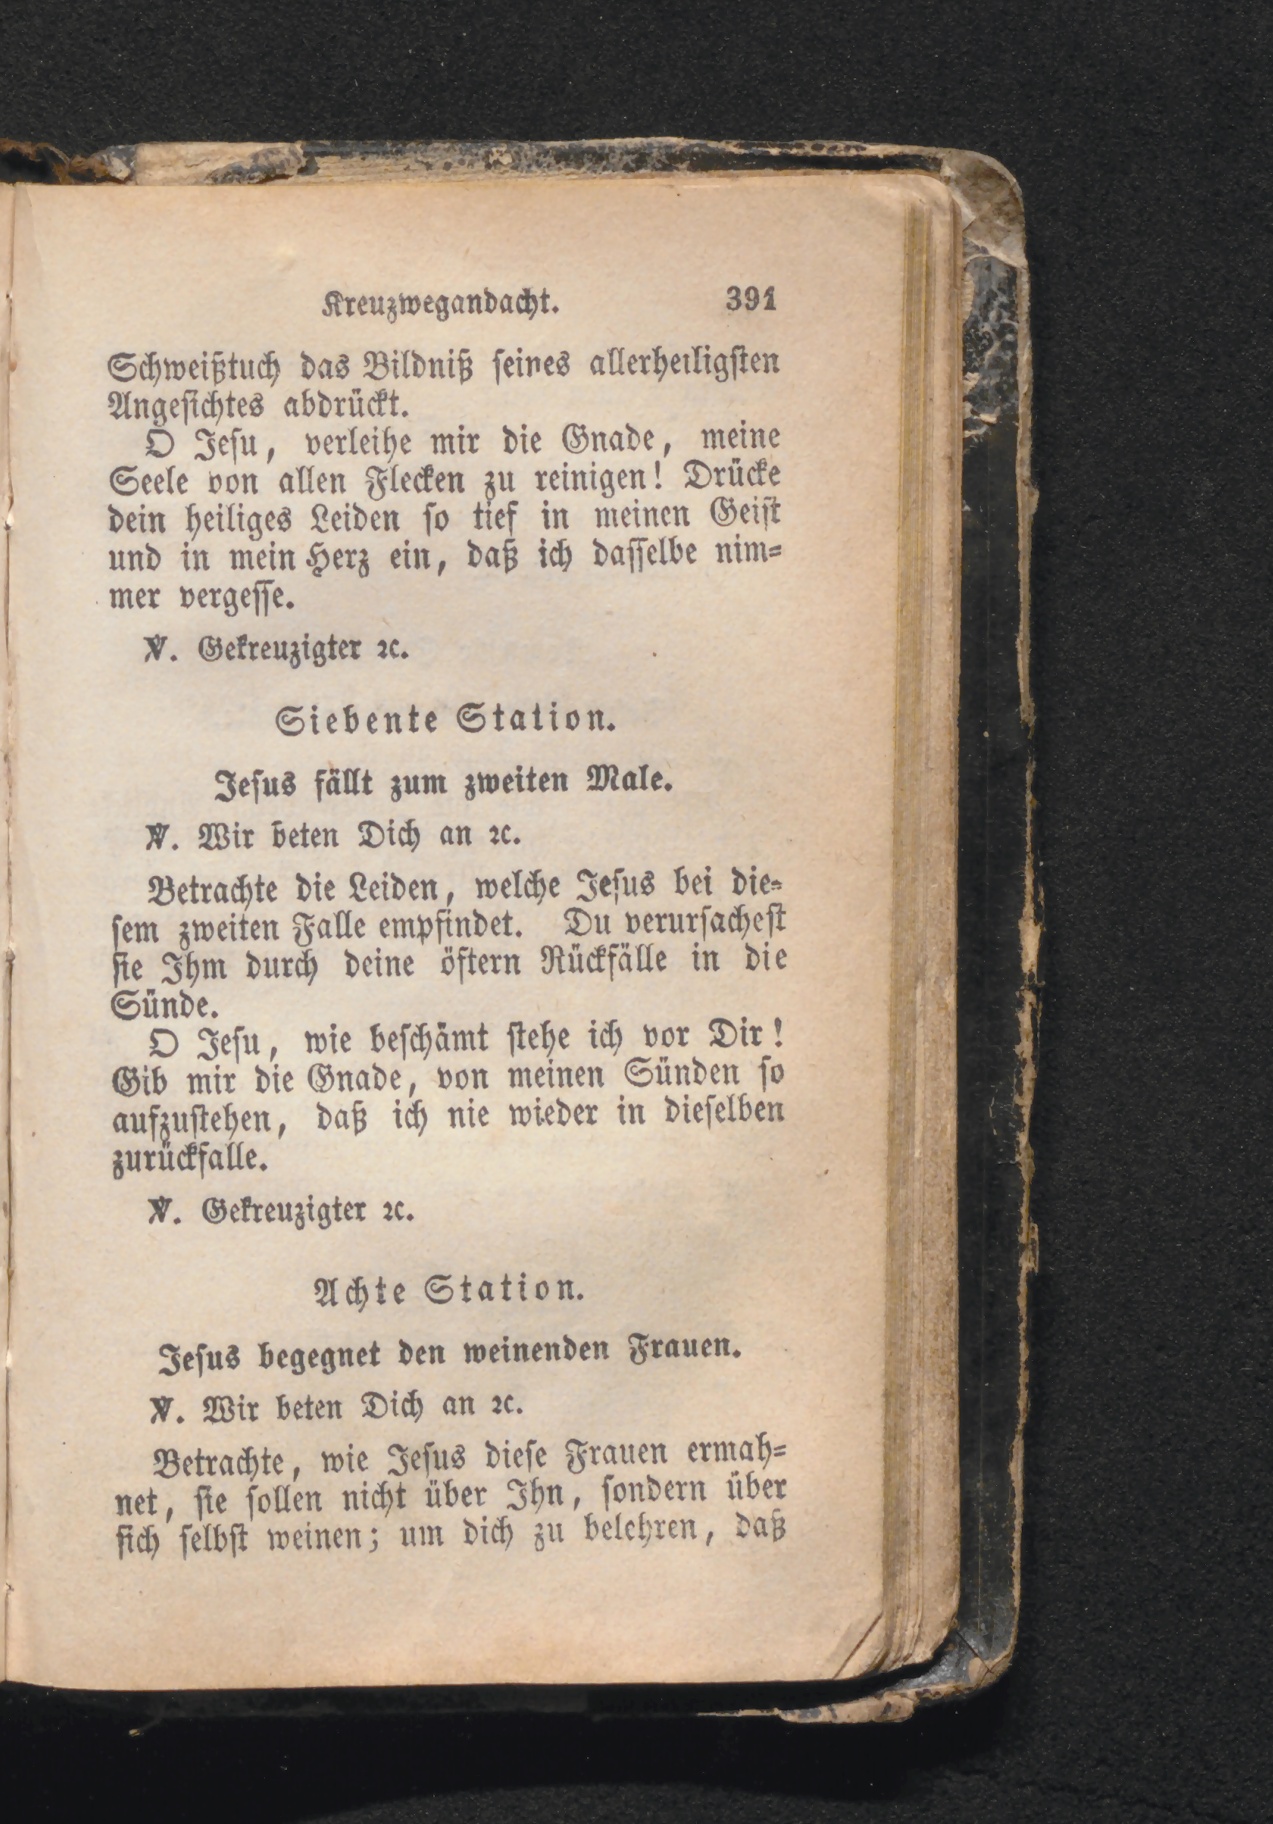 Kreuzwegandacht. 391
Schweißtuch das Bildniß seines allerheiligsten
Angesichtes abdrückt.
O Jesu, verleihe mir die Gnade, meine
Seele von allen Flecken zu reinigen! Drücke
dein heiliges Leiden so tief in meinen Geist
und in mein Herz ein, daß ich dasselbe nim-
mer vergesse.
℣. Gekreuzigter ꝛc.
Siebente Station.
Jesus fällt zum zweiten Male.
℣. Wir beten Dich an ꝛc.
Betrachte die Leiden, welche Jesus bei die-
sem zweiten Falle empfindet. Du verursachest
sie Ihm durch deine öftern Rückfälle in die
Sünde.
O Jesu, wie beschämt stehe ich vor Dir!
Gib mir die Gnade, von meinen Sünden so
aufzustehen, daß ich nie wieder in dieselben
zurückfalle.
℣. Gekreuzigter ꝛc.
Achte Station.
Jesus begegnet den weinenden Frauen.
℣. Wir beten Dich an ꝛc.
Betrachte, wie Jesus diese Frauen ermah-
net, sie sollen nicht über Ihn, sondern über
sich selbst weinen; um dich zu belehren, daß